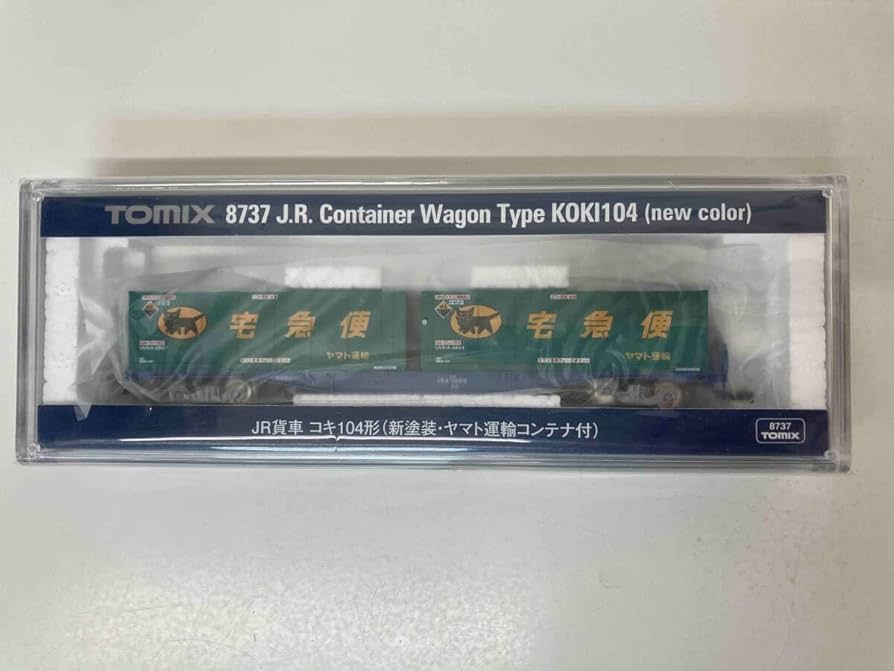 TOMIX 8737 J.R. Container Wagon Type KOKI104 (new color)
宅急便
ヤマト運輸
宅急便
ヤマト運輸
JR貨車 コキ104形(新塗装・ヤマト運輸コンテナ付)
8737
TOMIX